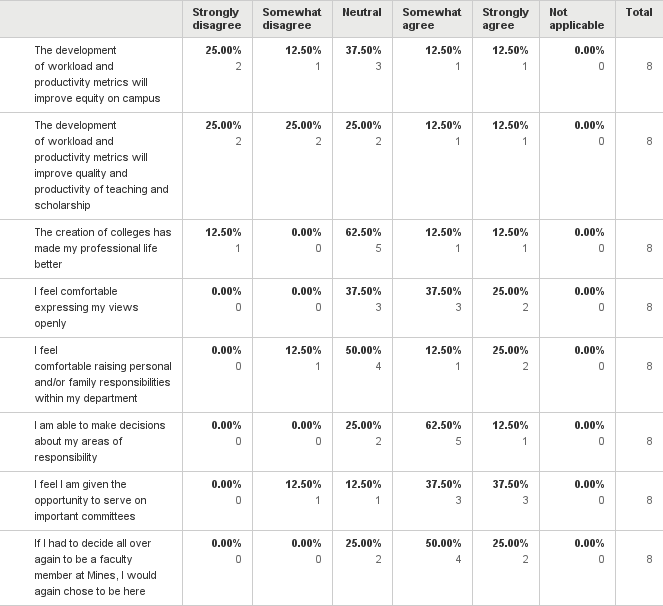 Strongly disagree Somewhat disagree Neutral Somewhat agree Strongly agree Not applicable Total
The development 25.00% 12.50% 37.50% 12.50% 12.50% 0.00%
of workload and 2 1 3 1 1 0 8
productivity metrics will
improve equity on campus
The development 25.00% 25.00% 25.00% 12.50% 12.50% 0.00%
of workload and 2 2 2 1 1 0 8
productivity metrics will
improve quality and
productivity of teaching and
scholarship
The creation of colleges has 12.50% 0.00% 62.50% 12.50% 12.50% 0.00%
made my professional life 1 0 5 1 1 0 8
better
I feel comfortable 0.00% 0.00% 37.50% 37.50% 25.00% 0.00%
expressing my views 0 0 3 3 2 0 8
openly
I feel 0.00% 12.50% 50.00% 12.50% 25.00% 0.00%
comfortable raising personal 0 1 4 1 2 0 8
and/or family responsibilities
within my department
I am able to make decisions 0.00% 0.00% 25.00% 62.50% 12.50% 0.00%
about my areas of 0 0 2 5 1 0 8
responsibility
I feel I am given the 0.00% 12.50% 12.50% 37.50% 37.50% 0.00%
opportunity to serve on 0 1 1 3 3 0 8
important committees
If I had to decide all over 0.00% 0.00% 25.00% 50.00% 25.00% 0.00%
again to be a faculty 0 0 2 4 2 0 8
member at Mines, I would
again chose to be here